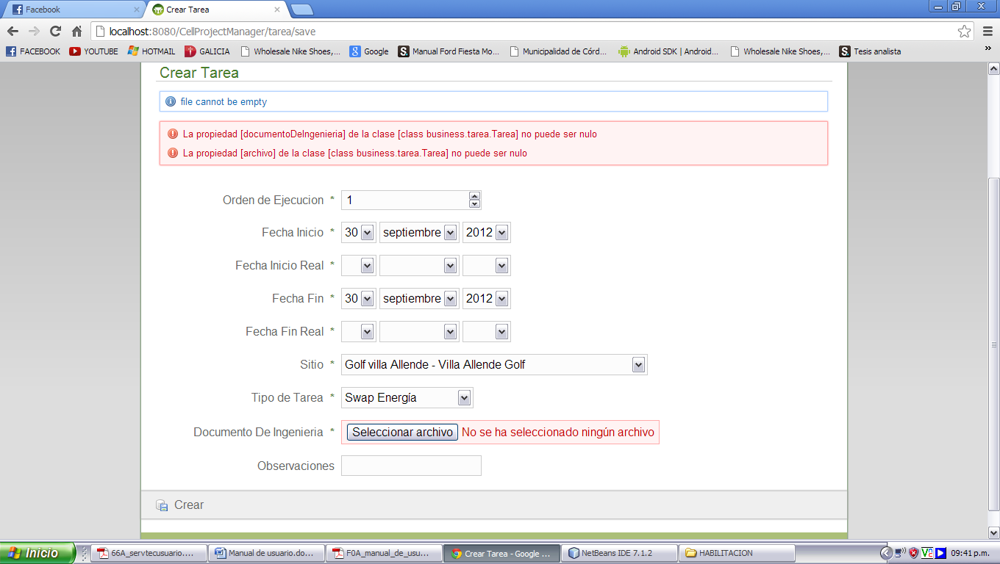 Facebook
Crear Tarea
localhost:8080/CellProjectManager/tarea/save
FACEBOOK YOUTUBE HOTMAIL GALICIA Wholesale Nike Shoes,... Google Manual Ford Fiesta Mo... Municipalidad de Córd... Android SDK | Android... Wholesale Nike Shoes,... Tesis analista »
Crear Tarea
file cannot be empty
La propiedad [documentoDeIngenieria] de la clase [class business.tarea.Tarea] no puede ser nulo
La propiedad [archivo] de la clase [class business.tarea.Tarea] no puede ser nulo
Orden de Ejecucion * 1
Fecha Inicio * 30 septiembre 2012
Fecha Inicio Real *
Fecha Fin * 30 septiembre 2012
Fecha Fin Real *
Sitio * Golf villa Allende - Villa Allende Golf
Tipo de Tarea * Swap Energía
Documento De Ingenieria * Seleccionar archivo No se ha seleccionado ningún archivo
Observaciones
Crear
Inicio 66A_servtecusuario.... Manual de usuario.do... F0A_manual_de_usu... Crear Tarea - Google ... NetBeans IDE 7.1.2 HABILITACION 09:41 p.m.